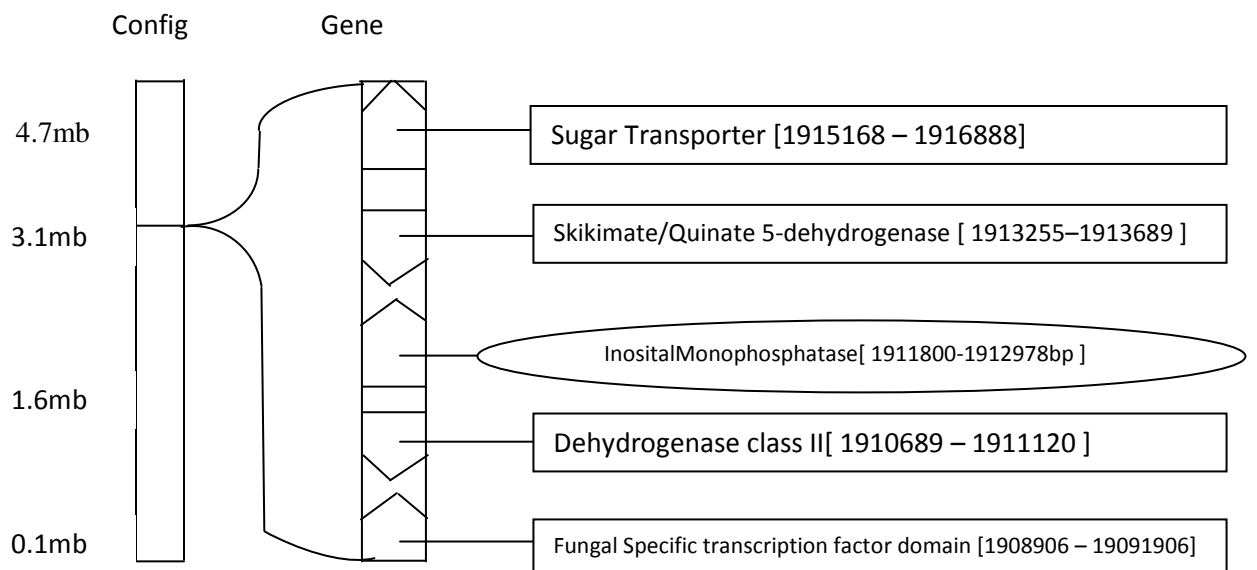 Config Gene
4.7mb
Sugar Transporter [1915168 – 1916888]
3.1mb
Skikimate/Quinate 5-dehydrogenase [ 1913255–1913689 ]
InositalMonophosphatase[ 1911800-1912978bp ]
1.6mb
Dehydrogenase class II[ 1910689 – 1911120 ]
0.1mb
Fungal Specific transcription factor domain [1908906 – 19091906]